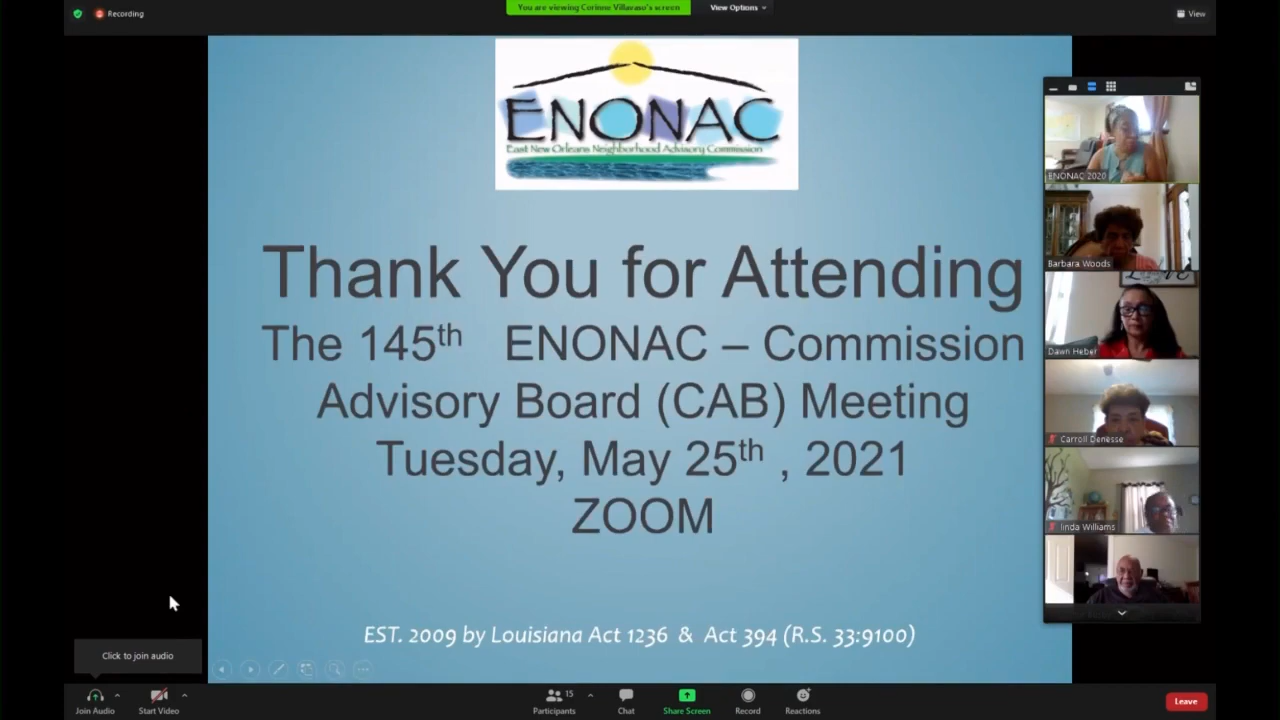 Recording
You are viewing Corinne Villavaso's screen
View Options
View
ENONAC
East New Orleans Neighborhood Advisory Commission
Thank You for Attending
The 145th ENONAC – Commission
Advisory Board (CAB) Meeting
Tuesday, May 25th , 2021
ZOOM
EST. 2009 by Louisiana Act 1236 & Act 394 (R.S. 33:9100)
ENONAC 2020
Barbara Woods
Dawn Heber
Carroll Denesse
linda Williams
Click to join audio
Join Audio
Start Video
15
Participants
Chat
Share Screen
Record
Reactions
Leave